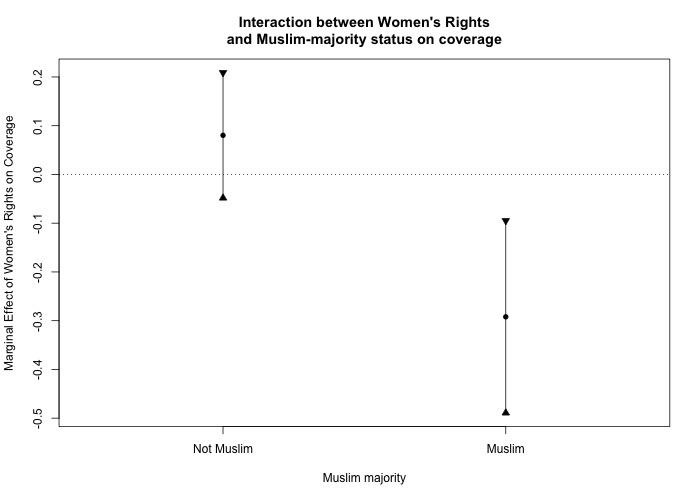 Interaction between Women's Rights
and Muslim-majority status on coverage
Marginal Effect of Women's Rights on Coverage
0.2
0.1
0.0
-0.1
-0.2
-0.3
-0.4
-0.5
Not Muslim
Muslim
Muslim majority